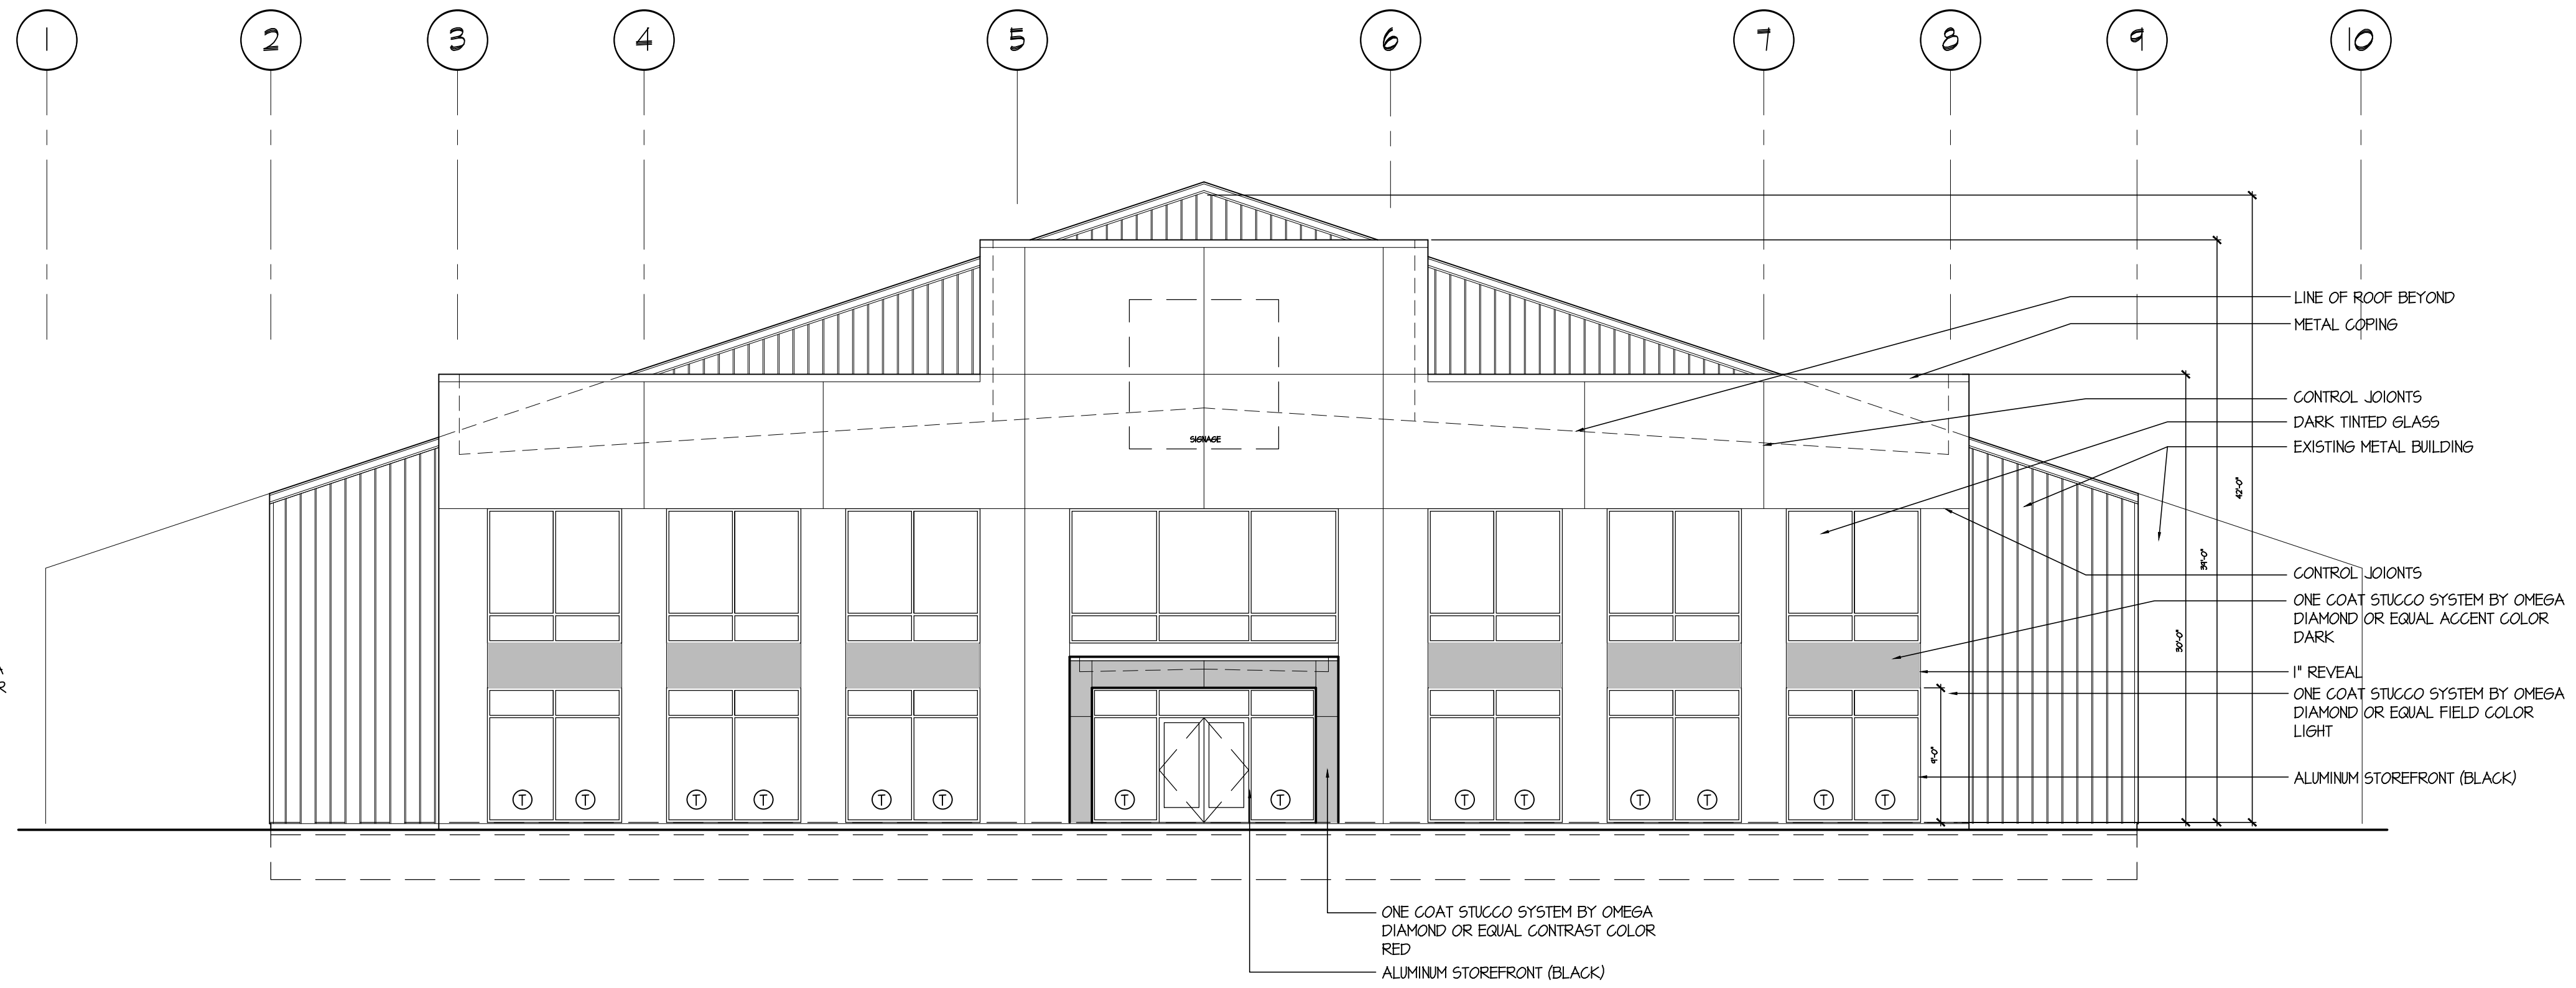 1 2 3 4 5 6 7 8 9 10
LINE OF ROOF BEYOND
METAL COPING
CONTROL JOIONTS
DARK TINTED GLASS
SIGNAGE
EXISTING METAL BUILDING
42'-0"
39'-0"
CONTROL JOIONTS
ONE COAT STUCCO SYSTEM BY OMEGA
DIAMOND OR EQUAL ACCENT COLOR
DARK
30'-0"
1" REVEAL
R
ONE COAT STUCCO SYSTEM BY OMEGA
DIAMOND OR EQUAL FIELD COLOR
LIGHT
9'-0"
ALUMINUM STOREFRONT (BLACK)
T T T T T T T T T T T T T T
ONE COAT STUCCO SYSTEM BY OMEGA
DIAMOND OR EQUAL CONTRAST COLOR
RED
ALUMINUM STOREFRONT (BLACK)